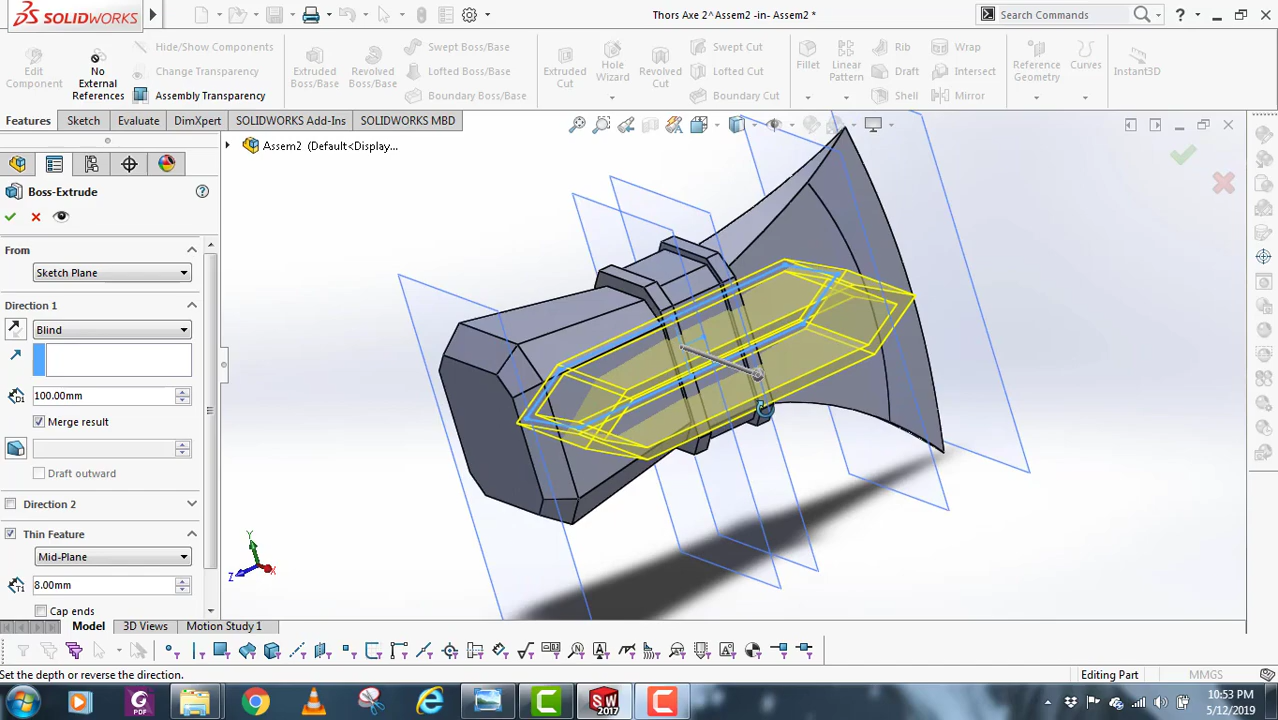 SOLIDWORKS
Thors Axe 2^Assem2 -in- Assem2 *
Search Commands
?
Edit Component
No External References
Hide/Show Components
Change Transparency
Assembly Transparency
Extruded Boss/Base
Revolved Boss/Base
Swept Boss/Base
Lofted Boss/Base
Boundary Boss/Base
Extruded Cut
Hole Wizard
Revolved Cut
Swept Cut
Lofted Cut
Boundary Cut
Fillet
Linear Pattern
Rib
Draft
Shell
Wrap
Intersect
Mirror
Reference Geometry
Curves
Instant3D
Features
Sketch
Evaluate
DimXpert
SOLIDWORKS Add-Ins
SOLIDWORKS MBD
Assem2 (Default<Display...
Boss-Extrude
From
Sketch Plane
Direction 1
Blind
100.00mm
Merge result
Draft outward
Direction 2
Thin Feature
Mid-Plane
8.00mm
Cap ends
Y
Z
X
Model
3D Views
Motion Study 1
Set the depth or reverse the direction.
Editing Part
MMGS
PDF
SW
2017
10:53 PM
5/12/2019